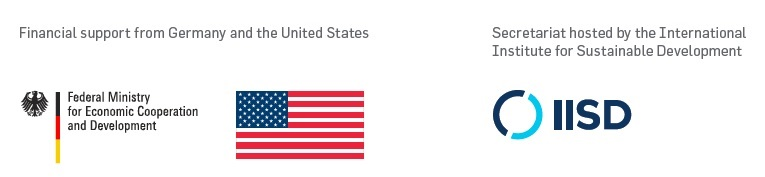 Financial support from Germany and the United States
Secretariat hosted by the International
Institute for Sustainable Development
Federal Ministry
for Economic Cooperation
and Development
IISD